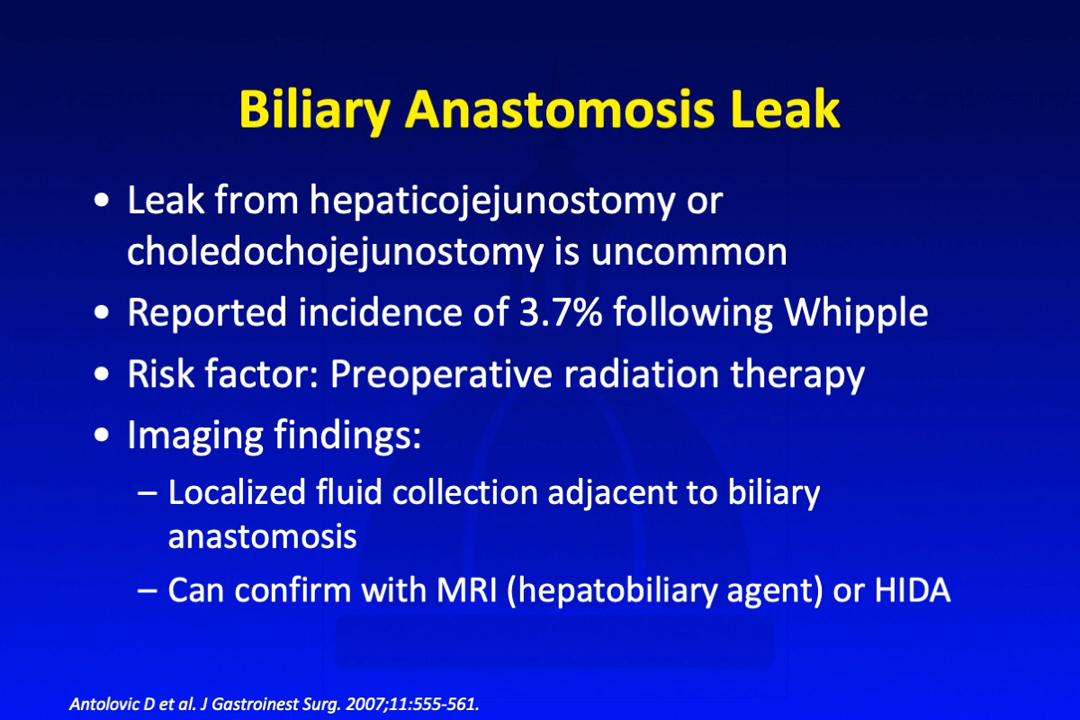 Biliary Anastomosis Leak
• Leak from hepaticojejunostomy or
choledochojejunostomy is uncommon
• Reported incidence of 3.7% following Whipple
• Risk factor: Preoperative radiation therapy
• Imaging findings:
– Localized fluid collection adjacent to biliary
anastomosis
– Can confirm with MRI (hepatobiliary agent) or HIDA
Antolovic D et al. J Gastroinest Surg. 2007;11:555-561.